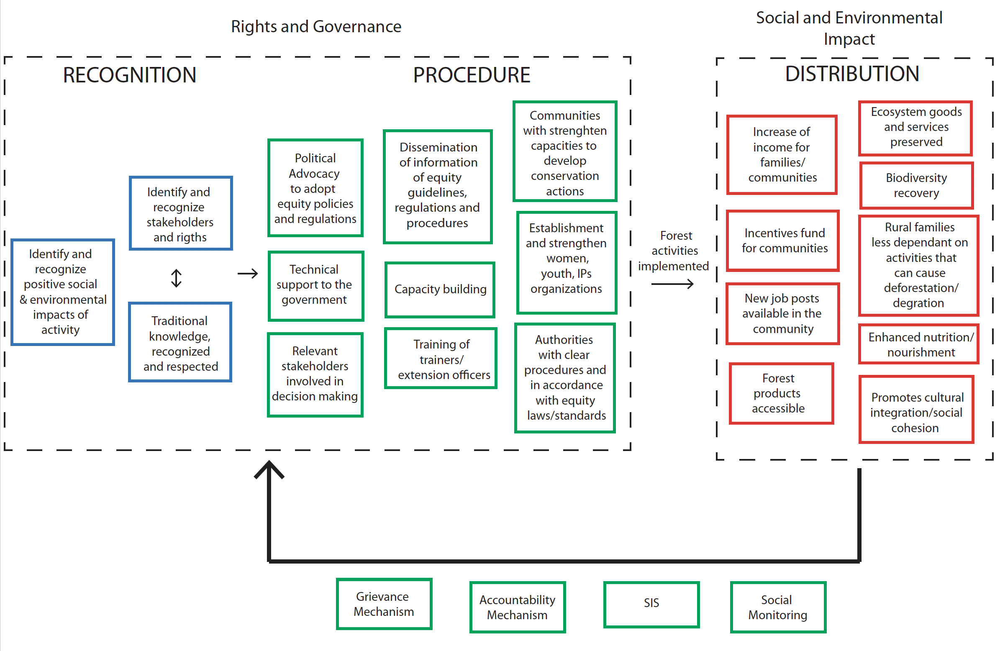 Rights and Governance
Social and Environmental
Impact
RECOGNITION
PROCEDURE
DISTRIBUTION
Identify and
recognize
positive social
& environmental
impacts of
activity
Identify and
recognize
stakeholders
and rigths
Traditional
knowledge,
recognized
and respected
Political
Advocacy
to adopt
equity policies
and regulations
Technical
support to the
government
Relevant
stakeholders
involved in
decision making
Dissemination
of information
of equity
guidelines,
regulations and
procedures
Capacity building
Training of
trainers/
extension officers
Communities
with strenghten
capacities to
develop
conservation
actions
Establishment
and strengthen
women,
youth, IPs
organizations
Authorities
with clear
procedures and
in accordance
with equity
laws/standards
Forest
activities
implemented
Increase of
income for
families/
communities
Incentives fund
for communities
New job posts
available in the
community
Forest
products
accessible
Ecosystem goods
and services
preserved
Biodiversity
recovery
Rural families
less dependant on
activities that
can cause
deforestation/
degration
Enhanced nutrition/
nourishment
Promotes cultural
integration/social
cohesion
Grievance
Mechanism
Accountability
Mechanism
SIS
Social
Monitoring